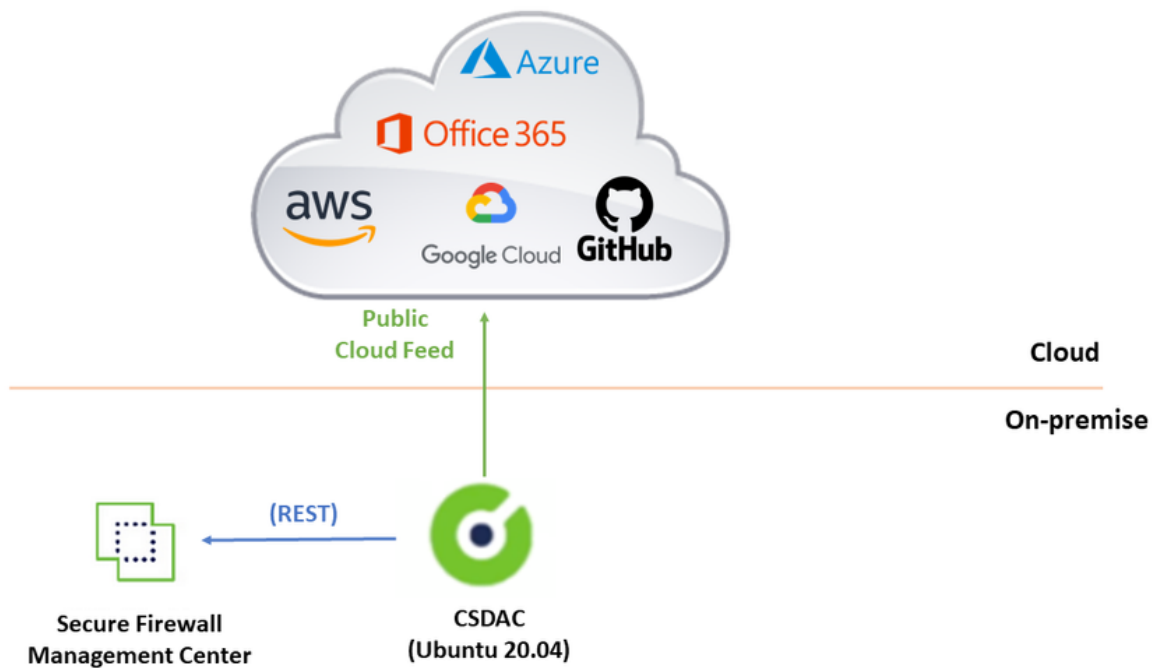 Azure
Office 365
aws
Google Cloud
GitHub
Public
Cloud Feed
Cloud
On-premise
(REST)
Secure Firewall
Management Center
CSDAC
(Ubuntu 20.04)